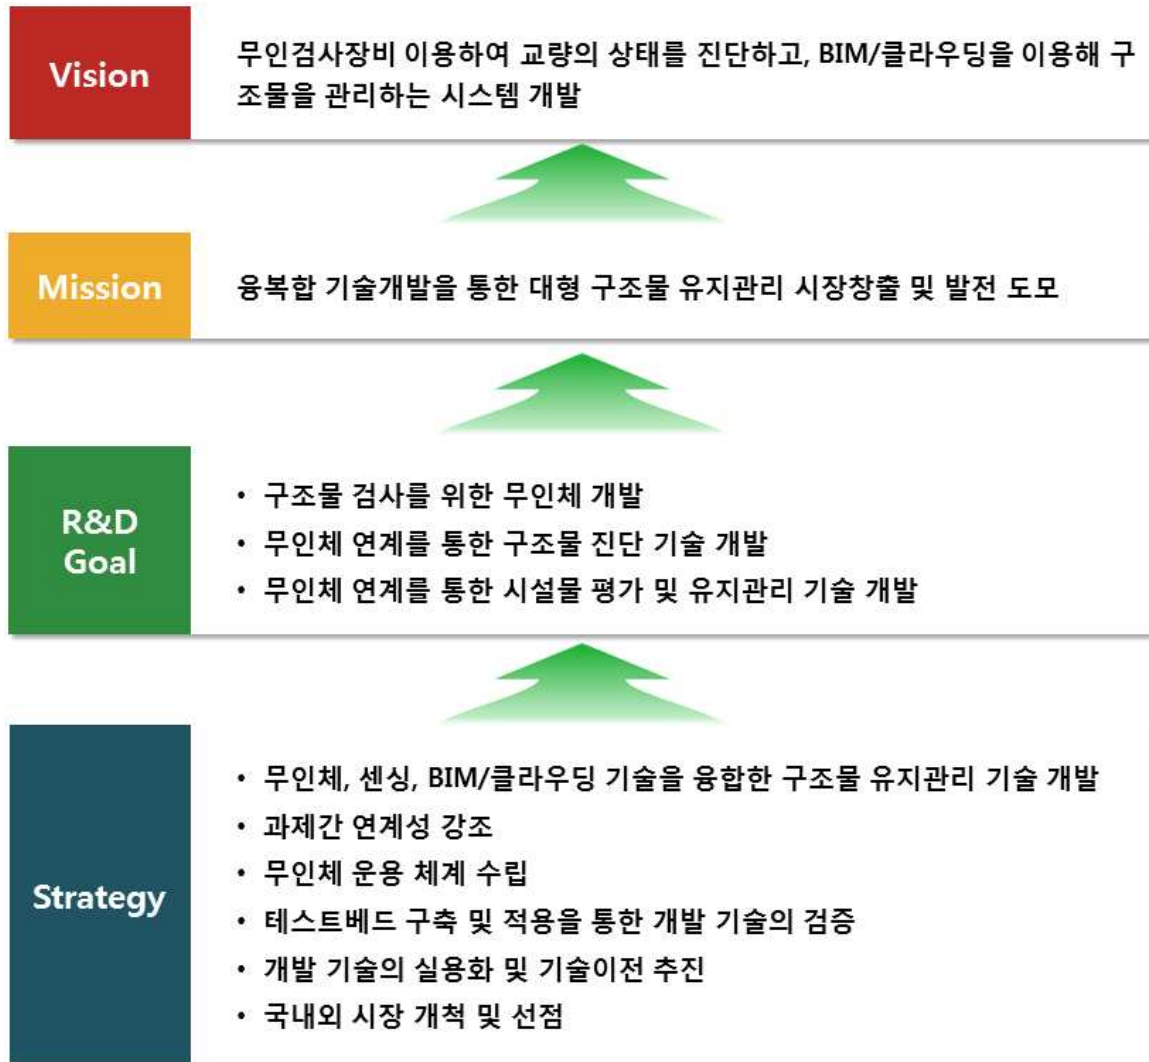 Vision
무인검사장비 이용하여 교량의 상태를 진단하고, BIM/클라우딩을 이용해 구
조물을 관리하는 시스템 개발
Mission
융복합 기술개발을 통한 대형 구조물 유지관리 시장창출 및 발전 도모
R&D
Goal
• 구조물 검사를 위한 무인체 개발
• 무인체 연계를 통한 구조물 진단 기술 개발
• 무인체 연계를 통한 시설물 평가 및 유지관리 기술 개발
Strategy
• 무인체, 센싱, BIM/클라우딩 기술을 융합한 구조물 유지관리 기술 개발
• 과제간 연계성 강조
• 무인체 운용 체계 수립
• 테스트베드 구축 및 적용을 통한 개발 기술의 검증
• 개발 기술의 실용화 및 기술이전 추진
• 국내외 시장 개척 및 선점